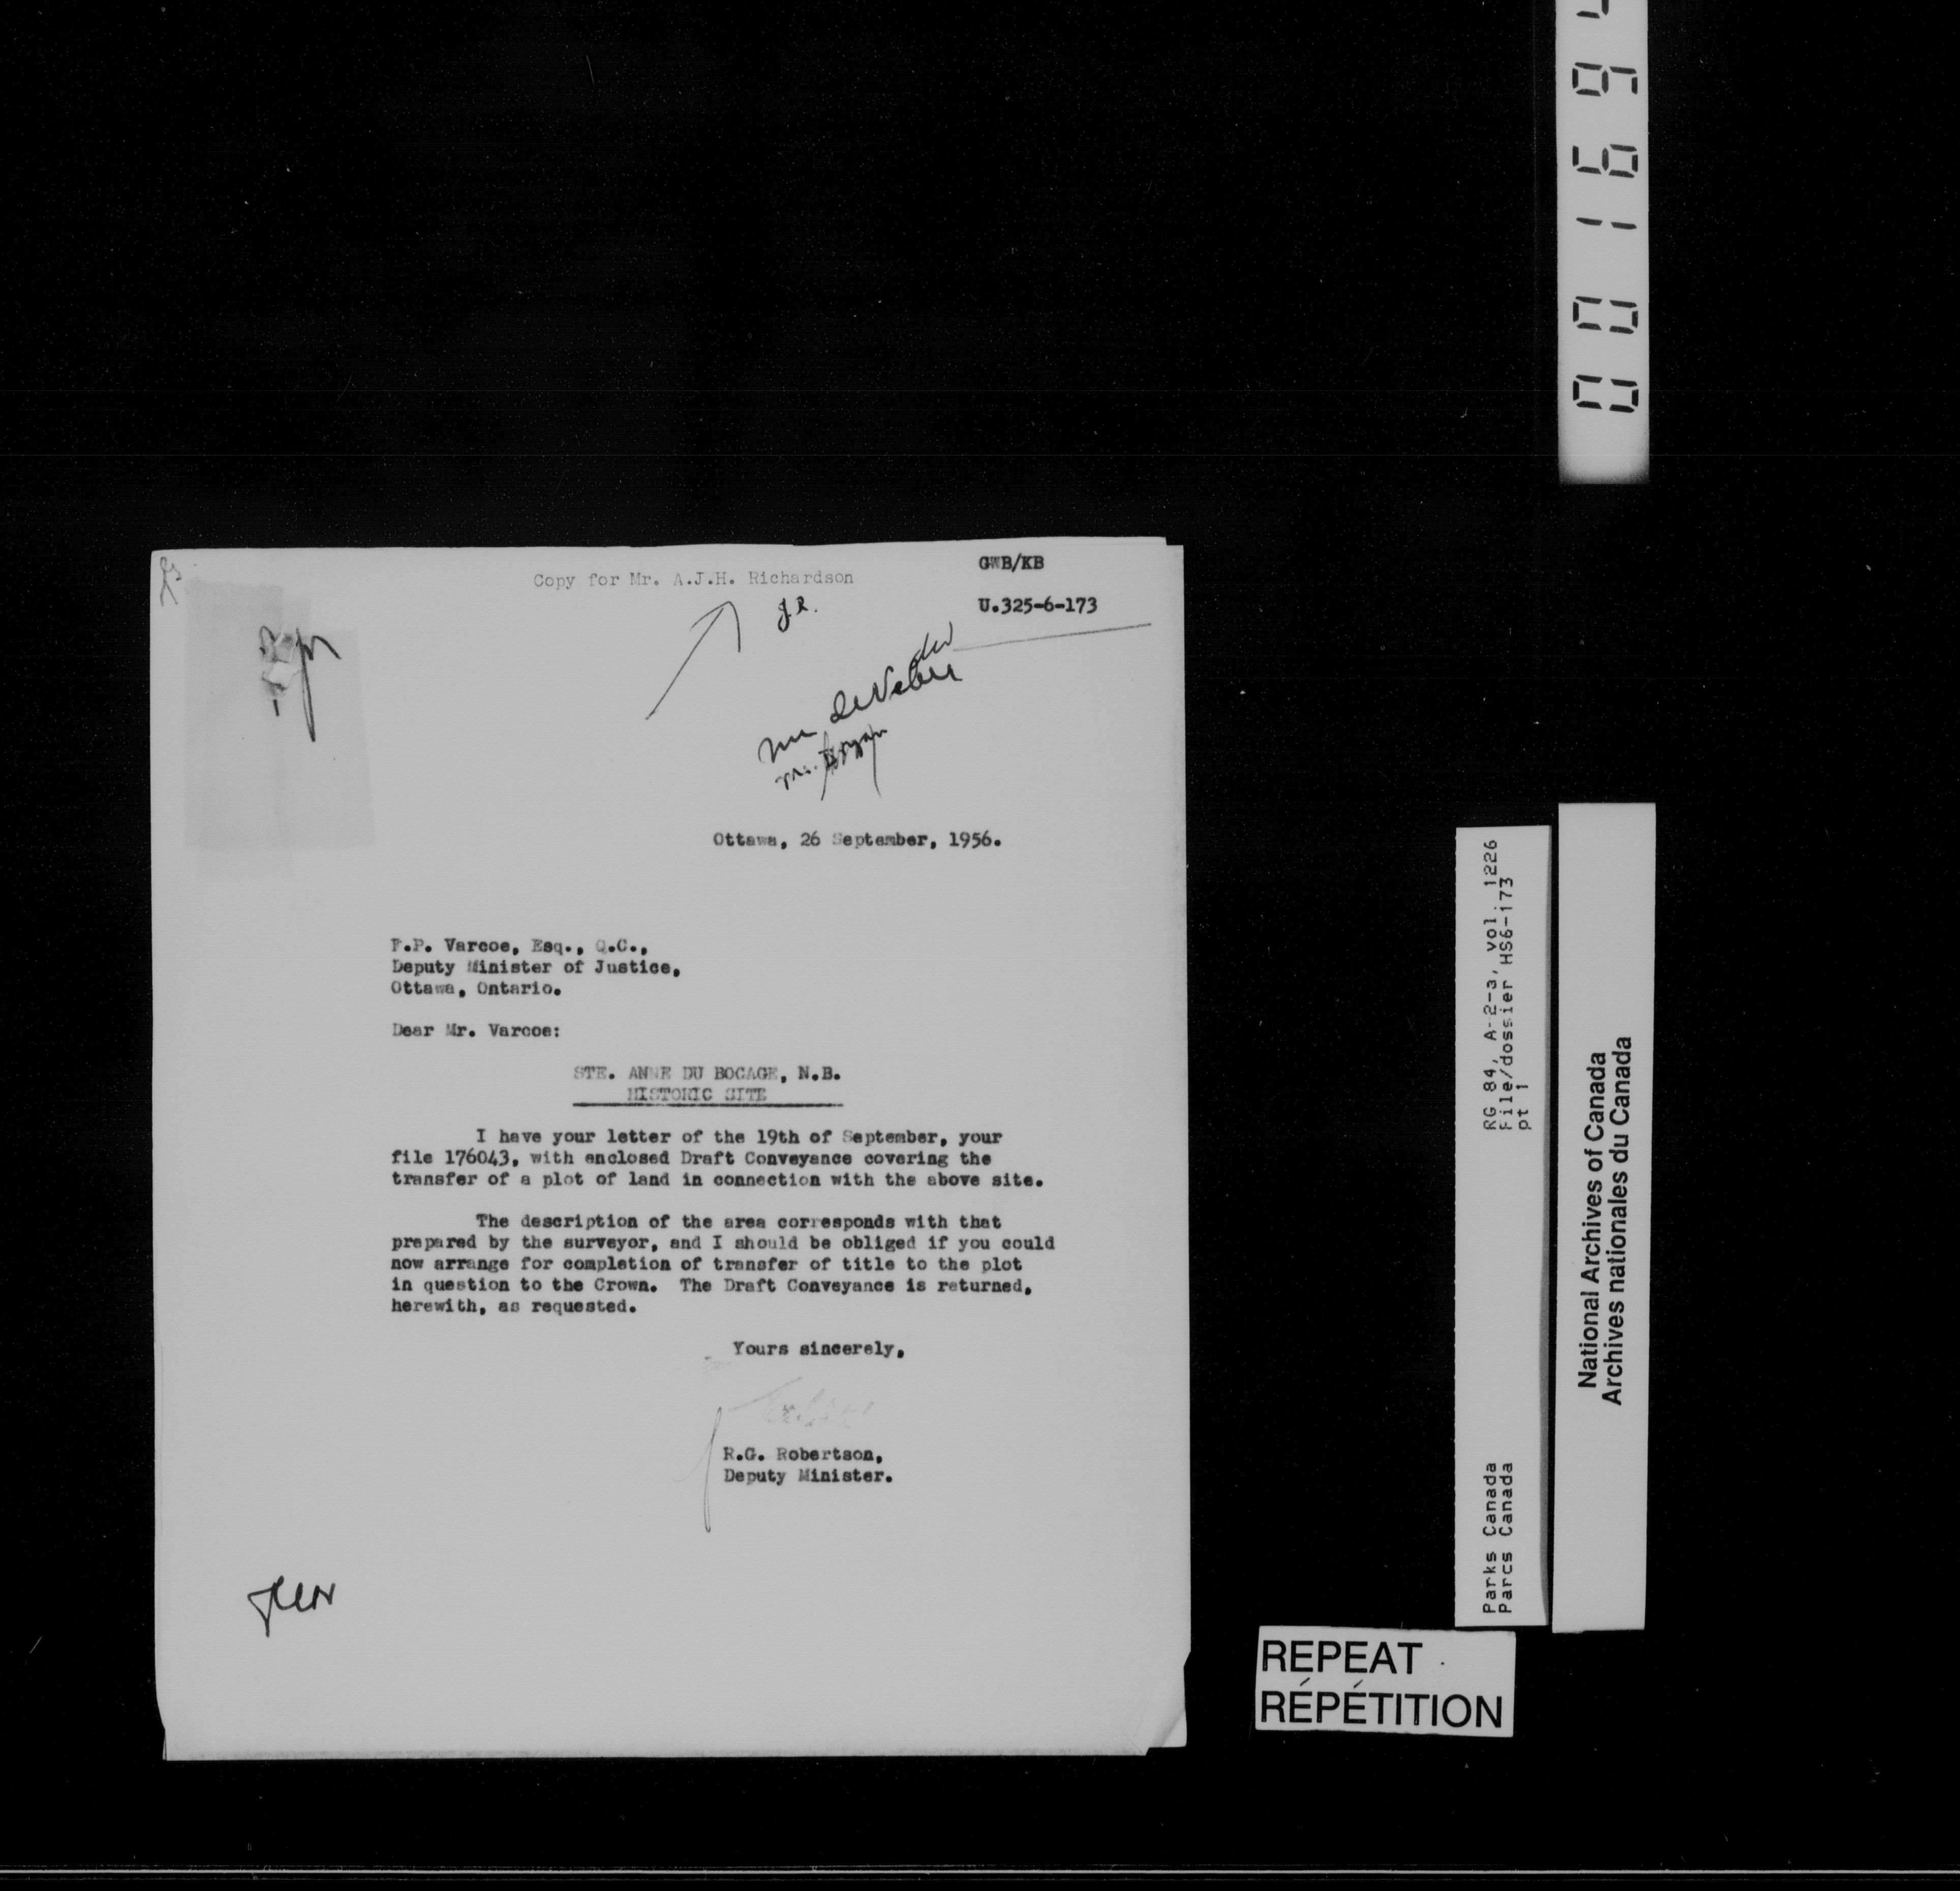 Copy for Mr. A.J.H. Richardson
GWB/KB
U.325-6-173
J.R.
Mr deVeber
Ottawa, 26 September, 1956.
F.P. Varcoe, Esq., Q.C.,
Deputy Minister of Justice,
Ottawa, Ontario.
Dear Mr. Varcoe:
STE. ANNE DU BOCAGE, N.B.
HISTORIC SITE
I have your letter of the 19th of September, your
file 176043, with enclosed Draft Conveyance covering the
transfer of a plot of land in connection with the above site.
The description of the area corresponds with that
prepared by the surveyor, and I should be obliged if you could
now arrange for completion of transfer of title to the plot
in question to the Crown. The Draft Conveyance is returned,
herewith, as requested.
Yours sincerely,
R.G. Robertson,
Deputy Minister.
RG 84, A-2-a, vol. 1226
File/dossier HS6-173
pt 1
Parks Canada
Parcs Canada
National Archives of Canada
Archives nationales du Canada
REPEAT
RÉPÉTITION
00169